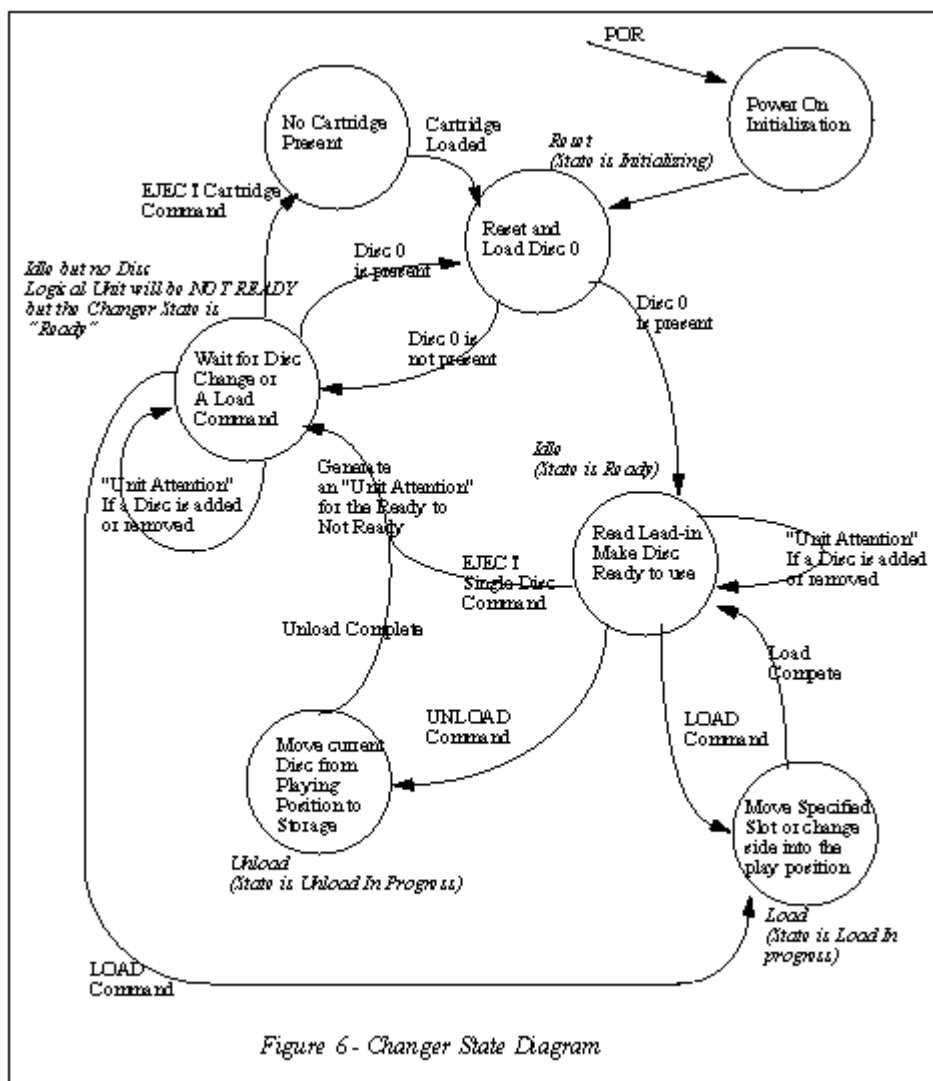 POR
Power On
Initialization
No Cartridge
Present
Cartridge
Loaded
Reset
(State is Initializing)
EJECT Cartridge
Command
Reset and
Load Disc 0
Disc 0
is present
Idle but no Disc
Logical Unit will be NOT READY
but the Changer State is
"Ready"
Disc 0
is present
Disc 0 is
not present
Wait for Disc
Change or
A Load
Command
Idle
(State is Ready)
"Unit Attention"
If a Disc is added
or removed
Generate
an "Unit Attention"
for the Ready to
Not Ready
Read Lead-in
Make Disc
Ready to use
"Unit Attention"
If a Disc is added
or removed
EJECT
Single Disc
Command
Unload Complete
Load
Compete
UNLOAD
Command
LOAD
Command
Move current
Disc from
Playing
Position to
Storage
Move Specified
Slot or change
side into the
play position
Unload
(State is Unload In Progress)
Load
(State is Load In
progress)
LOAD
Command
Figure 6 - Changer State Diagram